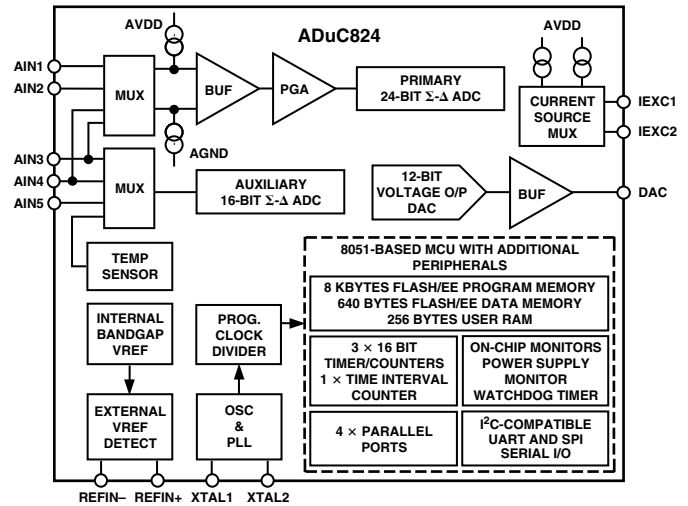 AVDD
ADuC824
AVDD
AIN1
AIN2
AIN3
AIN4
AIN5
MUX
BUF
PGA
PRIMARY
24-BIT Σ-Δ ADC
CURRENT
SOURCE
MUX
IEXC1
IEXC2
AGND
MUX
AUXILIARY
16-BIT Σ-Δ ADC
12-BIT
VOLTAGE O/P
DAC
BUF
DAC
TEMP
SENSOR
8051-BASED MCU WITH ADDITIONAL
PERIPHERALS
8 KBYTES FLASH/EE PROGRAM MEMORY
640 BYTES FLASH/EE DATA MEMORY
256 BYTES USER RAM
INTERNAL
BANDGAP
VREF
PROG.
CLOCK
DIVIDER
3 × 16 BIT
TIMER/COUNTERS
1 × TIME INTERVAL
COUNTER
ON-CHIP MONITORS
POWER SUPPLY
MONITOR
WATCHDOG TIMER
EXTERNAL
VREF
DETECT
OSC
&
PLL
4 × PARALLEL
PORTS
I²C-COMPATIBLE
UART AND SPI
SERIAL I/O
REFIN–
REFIN+
XTAL1
XTAL2